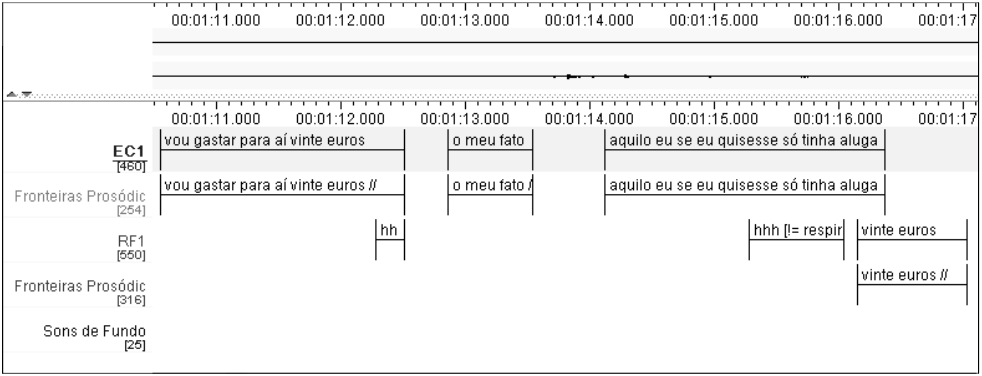 00:01:11.000 00:01:12.000 00:01:13.000 00:01:14.000 00:01:15.000 00:01:16.000 00:01:17
00:01:11.000 00:01:12.000 00:01:13.000 00:01:14.000 00:01:15.000 00:01:16.000 00:01:17
EC1 vou gastar para aí vinte euros o meu fato aquilo eu se eu quisesse só tinha aluga
[460]
Fronteiras Prosódic vou gastar para aí vinte euros // o meu fato / aquilo eu se eu quisesse só tinha aluga
[254]
RF1 hh hhh [!= respir vinte euros
[550]
Fronteiras Prosódic vinte euros //
[316]
Sons de Fundo
[25]